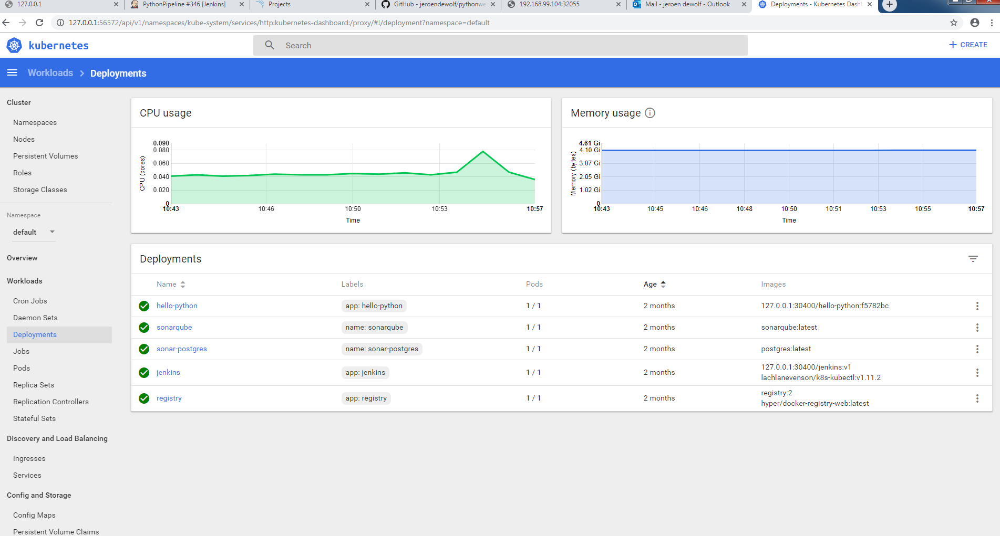 127.0.0.1
PythonPipeline #346 [Jenkins]
Projects
GitHub - jeroendewolf/pythonwe
192.168.99.104:32055
Mail - jeroen dewolf - Outlook
Deployments - Kubernetes Dash
127.0.0.1:56572/api/v1/namespaces/kube-system/services/http:kubernetes-dashboard:/proxy/#!/deployment?namespace=default
kubernetes
Search
CREATE
Workloads > Deployments
Cluster
Namespaces
Nodes
Persistent Volumes
Roles
Storage Classes
Namespace
default
Overview
Workloads
Cron Jobs
Daemon Sets
Deployments
Jobs
Pods
Replica Sets
Replication Controllers
Stateful Sets
Discovery and Load Balancing
Ingresses
Services
Config and Storage
Config Maps
Persistent Volume Claims
CPU usage
CPU (cores)
0.090
0.080
0.060
0.040
0.020
0
10:43 10:46 10:50 10:53 10:57
Time
Memory usage
Memory (bytes)
4.61 Gi
4.10 Gi
3.07 Gi
2.05 Gi
1.02 Gi
0
10:43 10:45 10:46 10:48 10:50 10:51 10:53 10:55 10:57
Time
Deployments
Name Labels Pods Age Images
hello-python app: hello-python 1 / 1 2 months 127.0.0.1:30400/hello-python:f5782bc
sonarqube name: sonarqube 1 / 1 2 months sonarqube:latest
sonar-postgres name: sonar-postgres 1 / 1 2 months postgres:latest
jenkins app: jenkins 1 / 1 2 months 127.0.0.1:30400/jenkins:v1
lachlanevenson/k8s-kubectl:v1.11.2
registry app: registry 1 / 1 2 months registry:2
hyper/docker-registry-web:latest